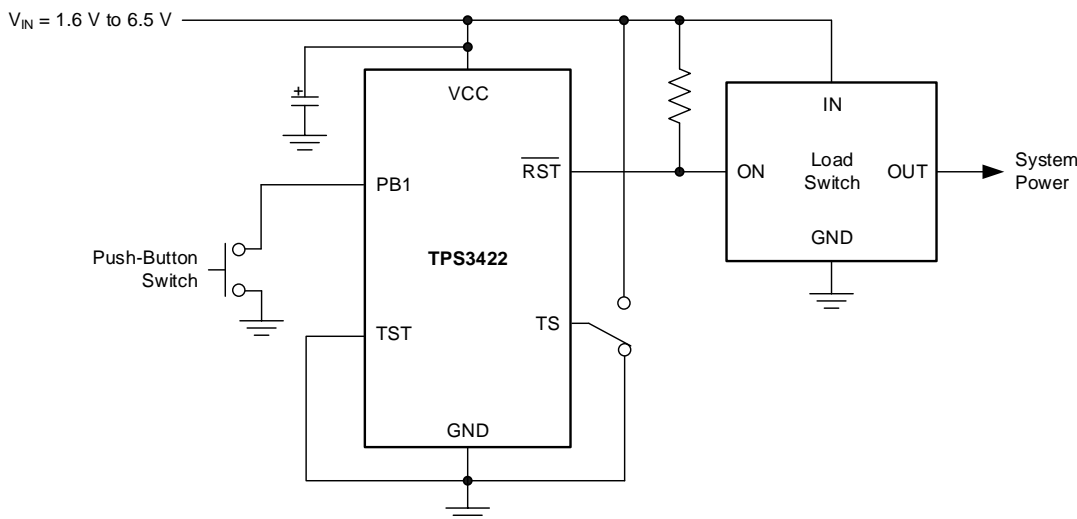 V_IN = 1.6 V to 6.5 V
+
VCC
IN
PB1
RST
ON
Load
Switch
OUT
System
Power
Push-Button
Switch
TPS3422
GND
TST
TS
GND